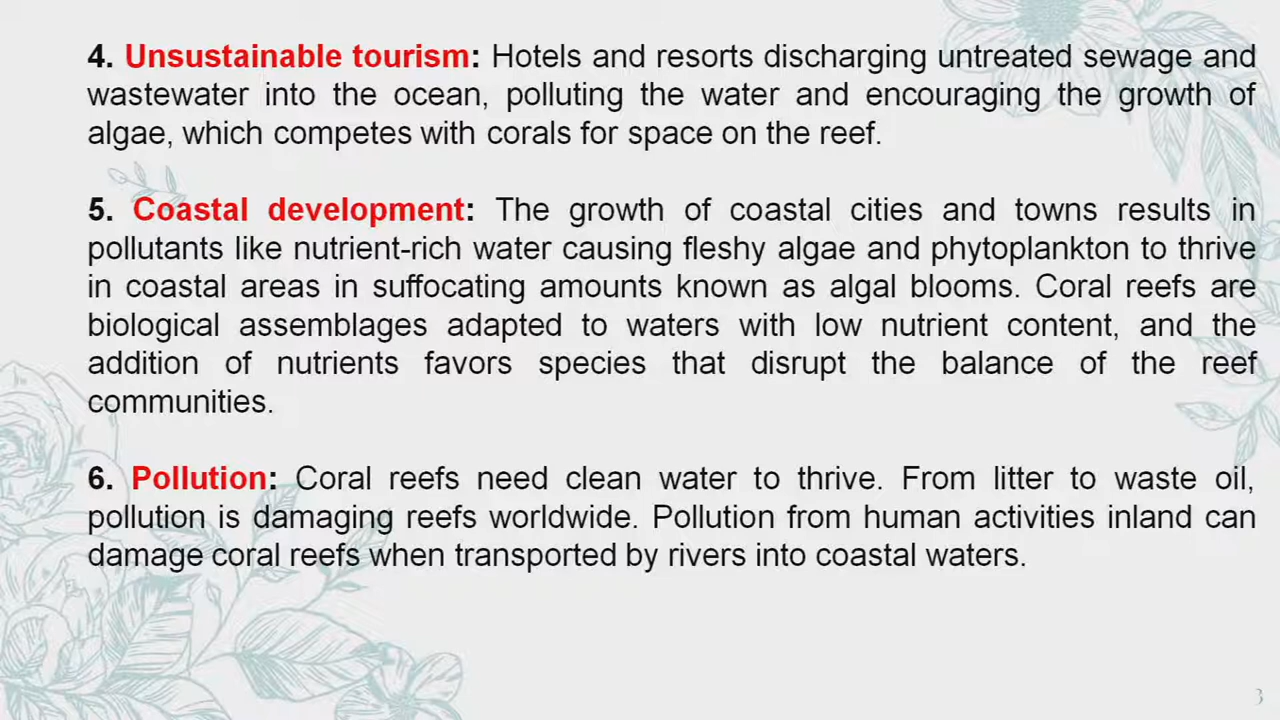 4. Unsustainable tourism: Hotels and resorts discharging untreated sewage and
wastewater into the ocean, polluting the water and encouraging the growth of
algae, which competes with corals for space on the reef.
5. Coastal development: The growth of coastal cities and towns results in
pollutants like nutrient-rich water causing fleshy algae and phytoplankton to thrive
in coastal areas in suffocating amounts known as algal blooms. Coral reefs are
biological assemblages adapted to waters with low nutrient content, and the
addition of nutrients favors species that disrupt the balance of the reef
communities.
6. Pollution: Coral reefs need clean water to thrive. From litter to waste oil,
pollution is damaging reefs worldwide. Pollution from human activities inland can
damage coral reefs when transported by rivers into coastal waters.
3